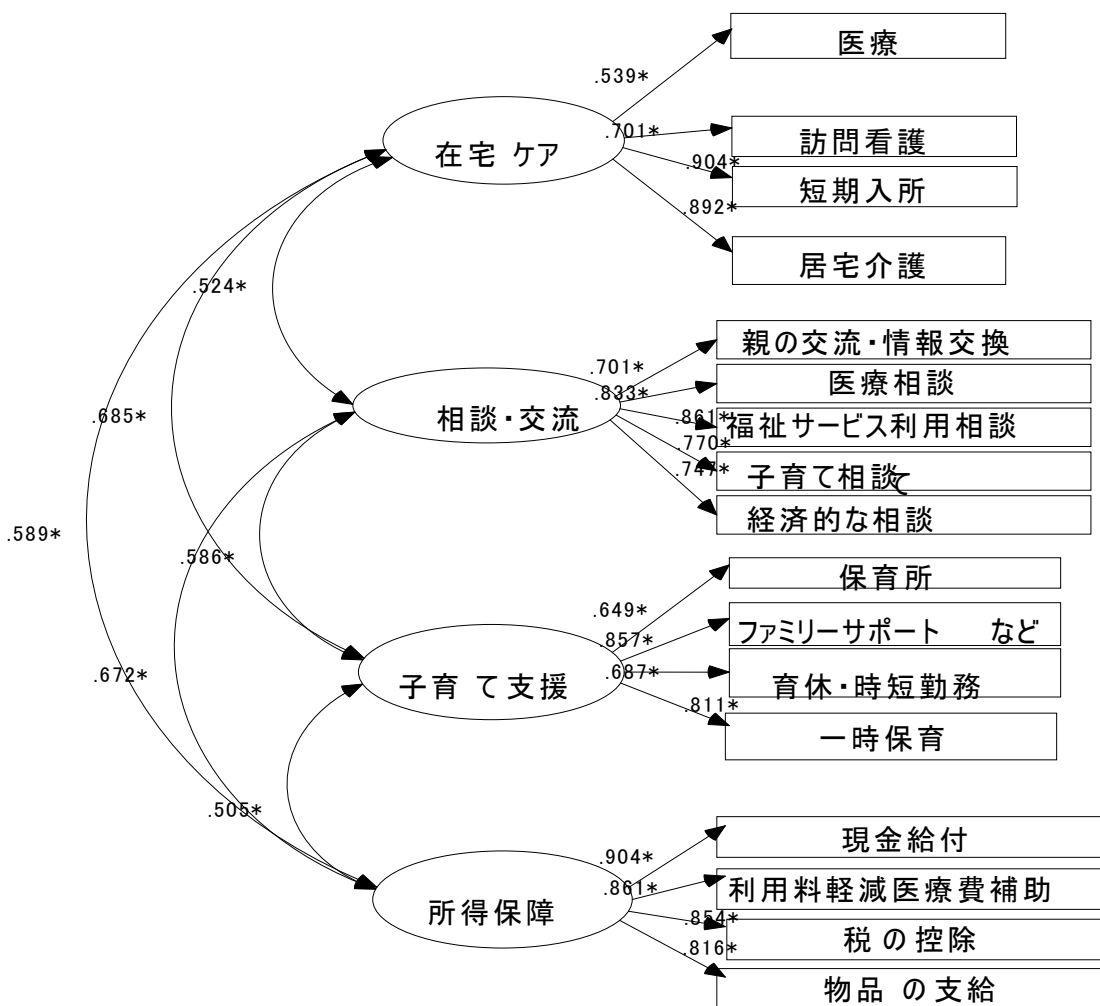 医療
.539*
.701*
訪問看護
在宅 ケア
.904*
短期入所
.892*
居宅介護
.524*
親の交流・情報交換
.701*
.833*
医療相談
.685*
相談・交流
.861*
福祉サービス利用相談
.770*
.747*
子育て相談
て
経済的な相談
.589*
.586*
保育所
.649*
.857*
ファミリーサポート など
.672*
子育 て支援
.687*
育休・時短勤務
.811*
一時保育
.505*
現金給付
.904*
.861*
利用料軽減医療費補助
所得保障
.854*
税 の控除
.816*
物品 の支給